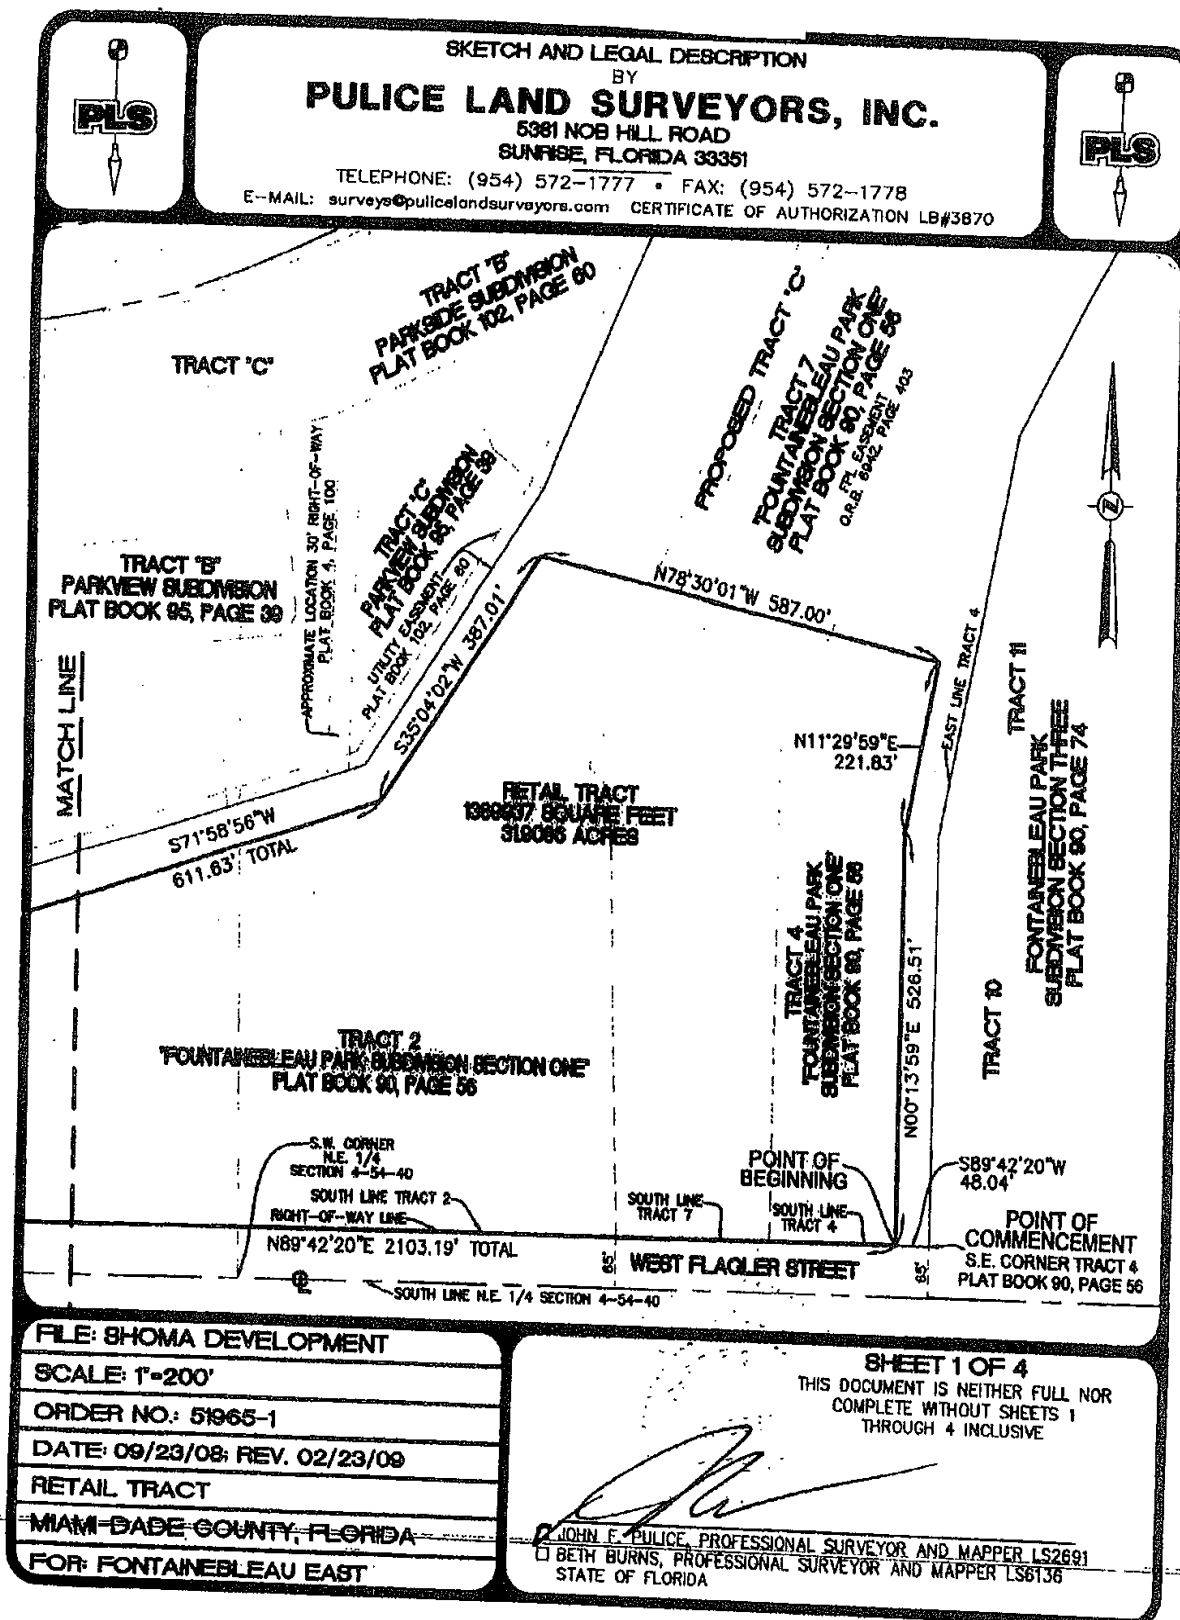 SKETCH AND LEGAL DESCRIPTION
BY
PULICE LAND SURVEYORS, INC.
5381 NOB HILL ROAD
SUNRISE, FLORIDA 33351
TELEPHONE: (954) 572-1777 • FAX: (954) 572-1778
E-MAIL: surveys@pulicelandsurveyors.com CERTIFICATE OF AUTHORIZATION LB#3870
PLS
PLS
TRACT "B"
PARKSIDE SUBDIVISION
PLAT BOOK 102, PAGE 60
TRACT "C"
PROPOSED TRACT "C"
TRACT 7
"FOUNTAINEBLEAU PARK
SUBDIVISION SECTION ONE"
PLAT BOOK 90, PAGE 56
FPL EASEMENT
O.R.B. 6942, PAGE 403
APPROXIMATE LOCATION 30' RIGHT-OF-WAY
PLAT BOOK 4, PAGE 100
TRACT "C"
PARKVIEW SUBDIVISION
PLAT BOOK 95, PAGE 39
UTILITY EASEMENT
PLAT BOOK 102, PAGE 60
TRACT "B"
PARKVIEW SUBDIVISION
PLAT BOOK 95, PAGE 39
S35°04'02"W 387.01'
N78°30'01"W 587.00'
Z
MATCH LINE
N11°29'59"E
221.83'
EAST LINE TRACT 4
TRACT 11
FONTAINEBLEAU PARK
SUBDIVISION SECTION THREE
PLAT BOOK 90, PAGE 74
TRACT 10
RETAIL TRACT
1389937 SQUARE FEET
31.9086 ACRES
S71°58'56"W
611.63' TOTAL
TRACT 4
"FOUNTAINEBLEAU PARK
SUBDIVISION SECTION ONE"
PLAT BOOK 90, PAGE 56
N00°13'59"E 526.51'
TRACT 2
"FOUNTAINEBLEAU PARK SUBDIVISION SECTION ONE"
PLAT BOOK 90, PAGE 56
S.W. CORNER
N.E. 1/4
SECTION 4-54-40
SOUTH LINE TRACT 2
RIGHT-OF-WAY LINE
N89°42'20"E 2103.19' TOTAL
SOUTH LINE
TRACT 7
SOUTH LINE
TRACT 4
POINT OF
BEGINNING
S89°42'20"W
48.04'
POINT OF
COMMENCEMENT
S.E. CORNER TRACT 4
PLAT BOOK 90, PAGE 56
65'
WEST FLAGLER STREET
65'
CL
SOUTH LINE N.E. 1/4 SECTION 4-54-40
FILE: SHOMA DEVELOPMENT
SCALE: 1"=200'
ORDER NO.: 51965-1
DATE: 09/23/08; REV. 02/23/09
RETAIL TRACT
MIAMI-DADE COUNTY, FLORIDA
FOR: FONTAINEBLEAU EAST
SHEET 1 OF 4
THIS DOCUMENT IS NEITHER FULL NOR
COMPLETE WITHOUT SHEETS 1
THROUGH 4 INCLUSIVE
JOHN F. PULICE, PROFESSIONAL SURVEYOR AND MAPPER LS2691
BETH BURNS, PROFESSIONAL SURVEYOR AND MAPPER LS6136
STATE OF FLORIDA